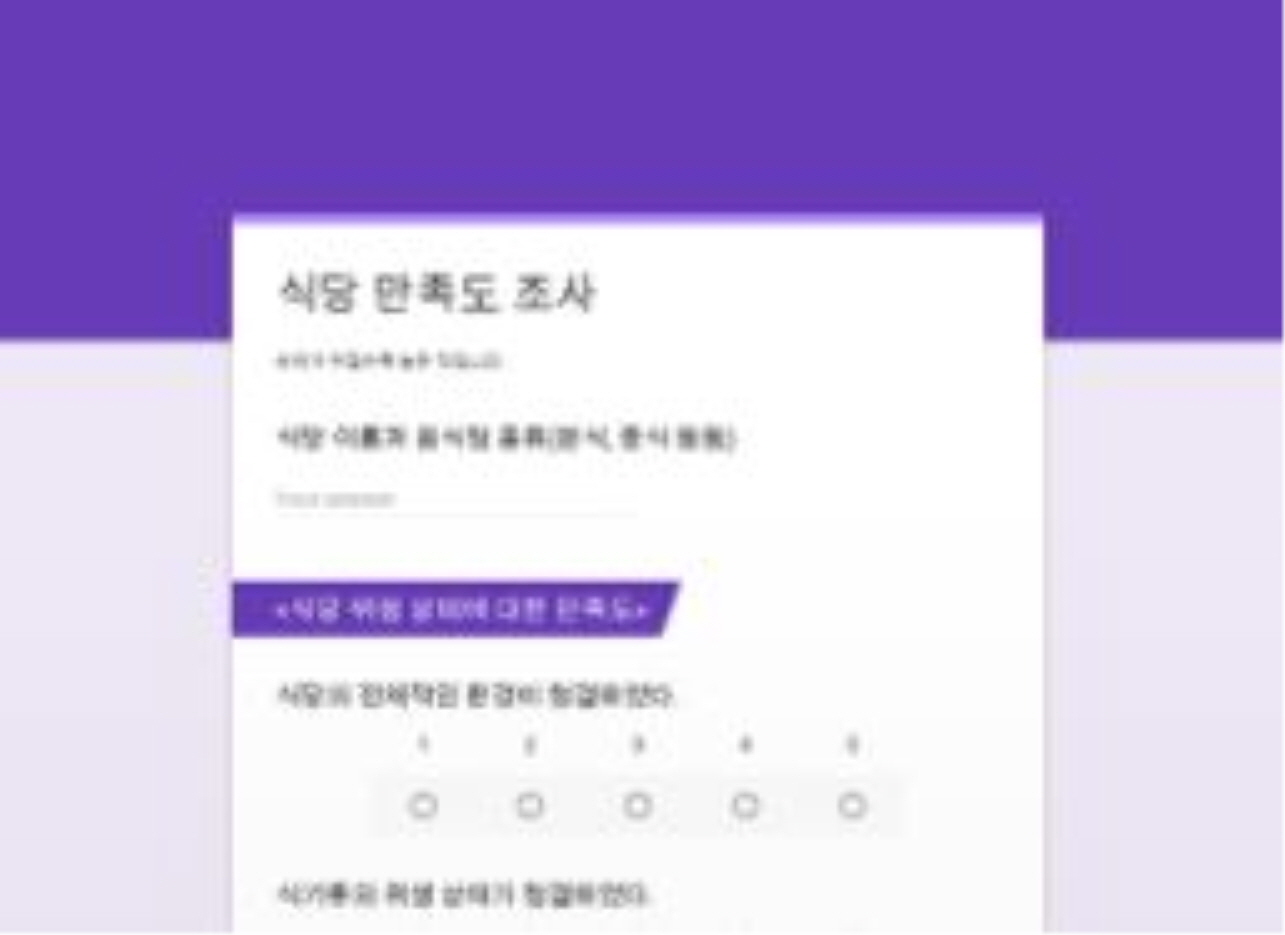 식당 만족도 조사
식당 이름과 음식점 종류(분식, 중식 등등)
Your answer
<식당 위생 상태에 대한 만족도>
식당의 전체적인 환경이 청결하였다.
1 2 3 4 5
식기류의 위생 상태가 청결하였다.